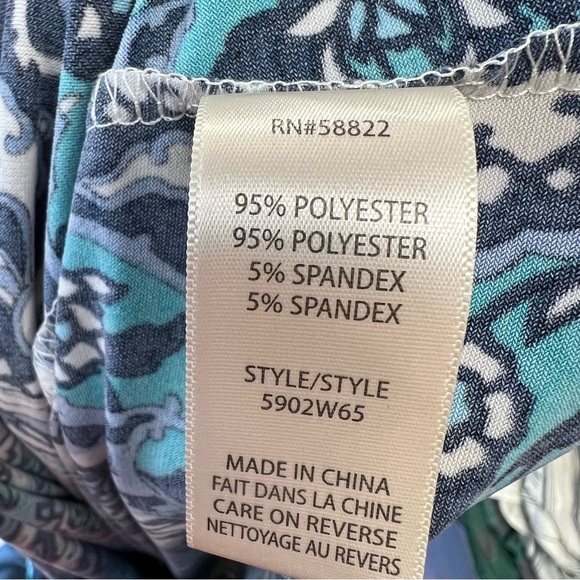 RN#58822
95% POLYESTER
95% POLYESTER
5% SPANDEX
5% SPANDEX
STYLE/STYLE
5902W65
MADE IN CHINA
FAIT DANS LA CHINE
CARE ON REVERSE
NETTOYAGE AU REVERS